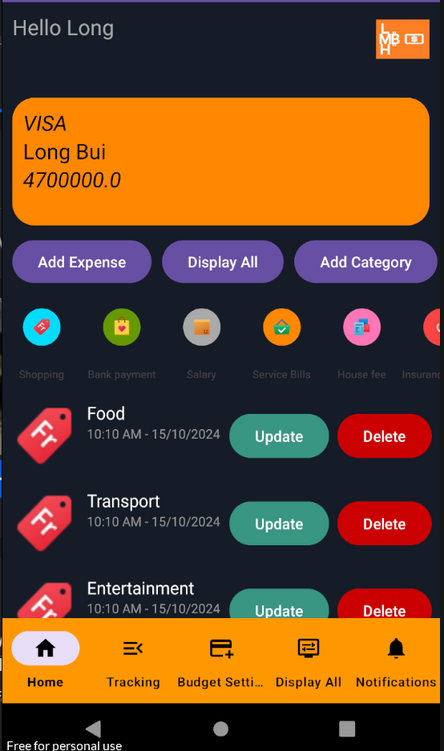 Hello Long
LMBH
VISA
Long Bui
4700000.0
Add Expense Display All Add Category
Shopping Bank payment Salary Service Bills House fee Insuranc
Food
10:10 AM - 15/10/2024
Update Delete
Transport
10:10 AM - 15/10/2024
Update Delete
Entertainment
10:10 AM - 15/10/2024
Update Delete
Home Tracking Budget Setti... Display All Notifications
Free for personal use